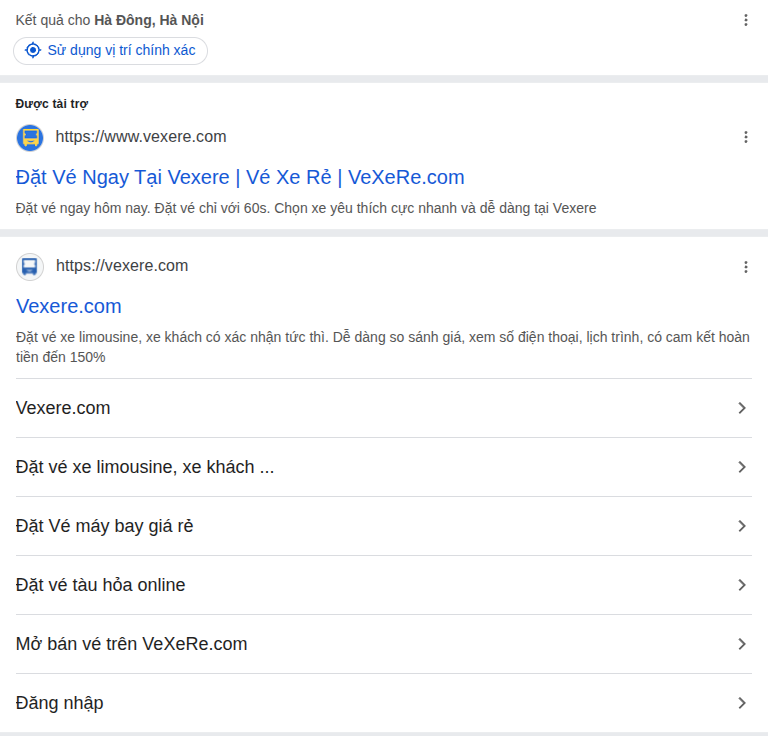 Kết quả cho Hà Đông, Hà Nội
Sử dụng vị trí chính xác
Được tài trợ
https://www.vexere.com
Đặt Vé Ngay Tại Vexere | Vé Xe Rẻ | VeXeRe.com
Đặt vé ngay hôm nay. Đặt vé chỉ với 60s. Chọn xe yêu thích cực nhanh và dễ dàng tại Vexere
https://vexere.com
Vexere.com
Đặt vé xe limousine, xe khách có xác nhận tức thì. Dễ dàng so sánh giá, xem số điện thoại, lịch trình, có cam kết hoàn
tiền đến 150%
Vexere.com
Đặt vé xe limousine, xe khách ...
Đặt Vé máy bay giá rẻ
Đặt vé tàu hỏa online
Mở bán vé trên VeXeRe.com
Đăng nhập